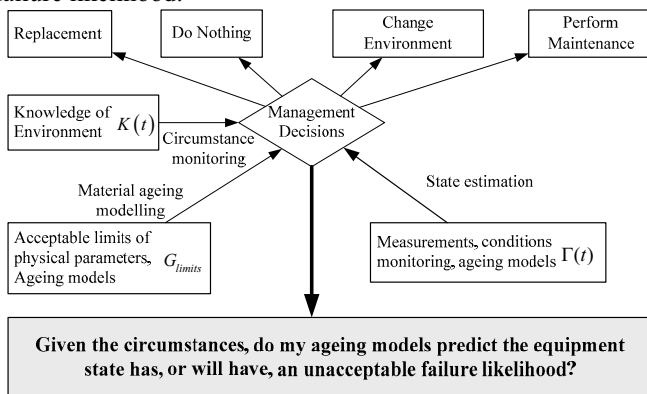 failure likelihood.
Replacement
Do Nothing
Change
Environment
Perform
Maintenance
Knowledge of
Environment K(t)
Management
Decisions
Circumstance
monitoring
Material ageing
modelling
State estimation
Acceptable limits of
physical parameters, G_limits
Ageing models
Measurements, conditions
monitoring, ageing models Γ(t)
Given the circumstances, do my ageing models predict the equipment
state has, or will have, an unacceptable failure likelihood?